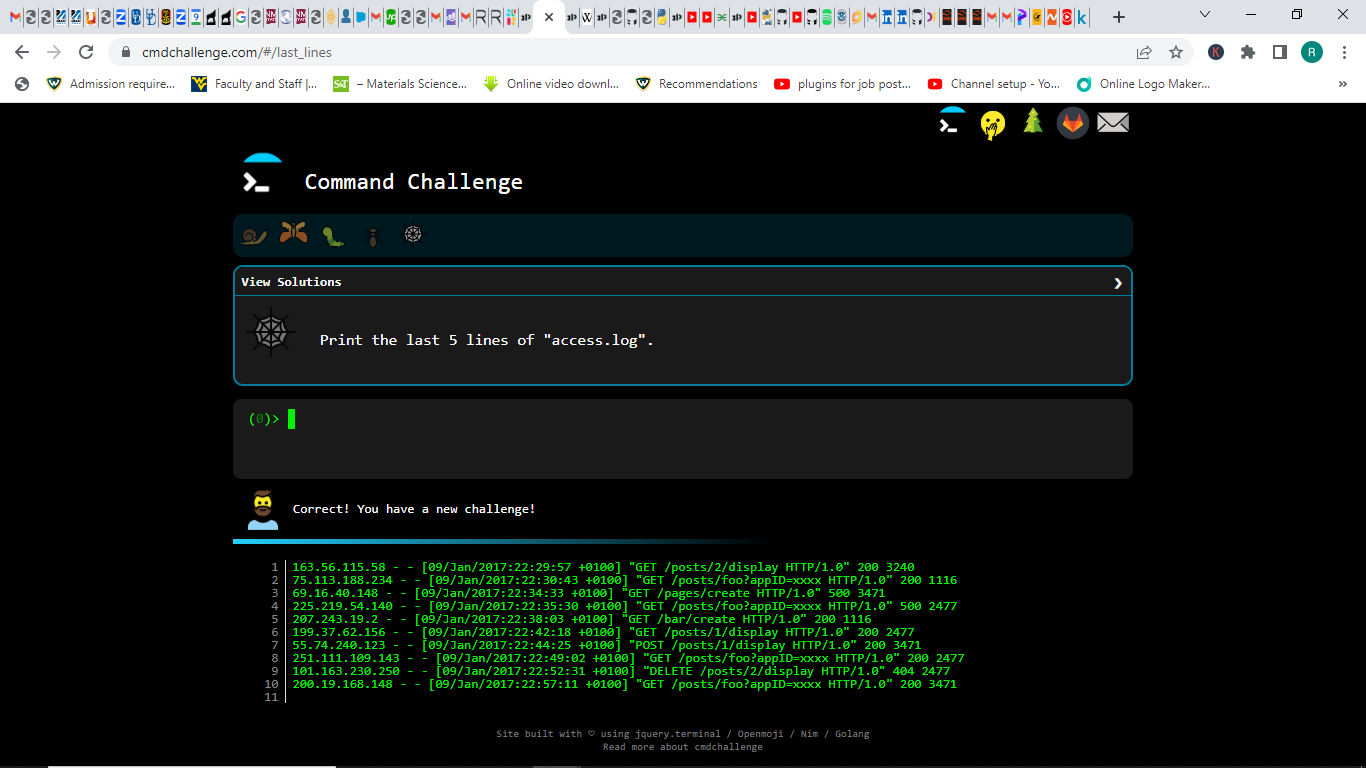 cmdchallenge.com/#/last_lines
R
Admission require...
Faculty and Staff |...
S&T – Materials Science...
Online video downl...
Recommendations
plugins for job post...
Channel setup - Yo...
Online Logo Maker...
»
Command Challenge
View Solutions
Print the last 5 lines of "access.log".
(0)>
Correct! You have a new challenge!
1 163.56.115.58 - - [09/Jan/2017:22:29:57 +0100] "GET /posts/2/display HTTP/1.0" 200 3240
2 75.113.188.234 - - [09/Jan/2017:22:30:43 +0100] "GET /posts/foo?appID=xxxx HTTP/1.0" 200 1116
3 69.16.40.148 - - [09/Jan/2017:22:34:33 +0100] "GET /pages/create HTTP/1.0" 500 3471
4 225.219.54.140 - - [09/Jan/2017:22:35:30 +0100] "GET /posts/foo?appID=xxxx HTTP/1.0" 500 2477
5 207.243.19.2 - - [09/Jan/2017:22:38:03 +0100] "GET /bar/create HTTP/1.0" 200 1116
6 199.37.62.156 - - [09/Jan/2017:22:42:18 +0100] "GET /posts/1/display HTTP/1.0" 200 2477
7 55.74.240.123 - - [09/Jan/2017:22:44:25 +0100] "POST /posts/1/display HTTP/1.0" 200 3471
8 251.111.109.143 - - [09/Jan/2017:22:49:02 +0100] "GET /posts/foo?appID=xxxx HTTP/1.0" 200 2477
9 101.163.230.250 - - [09/Jan/2017:22:52:31 +0100] "DELETE /posts/2/display HTTP/1.0" 404 2477
10 200.19.168.148 - - [09/Jan/2017:22:57:11 +0100] "GET /posts/foo?appID=xxxx HTTP/1.0" 200 3471
11
Site built with ♡ using jquery.terminal / Openmoji / Nim / Golang
Read more about cmdchallenge